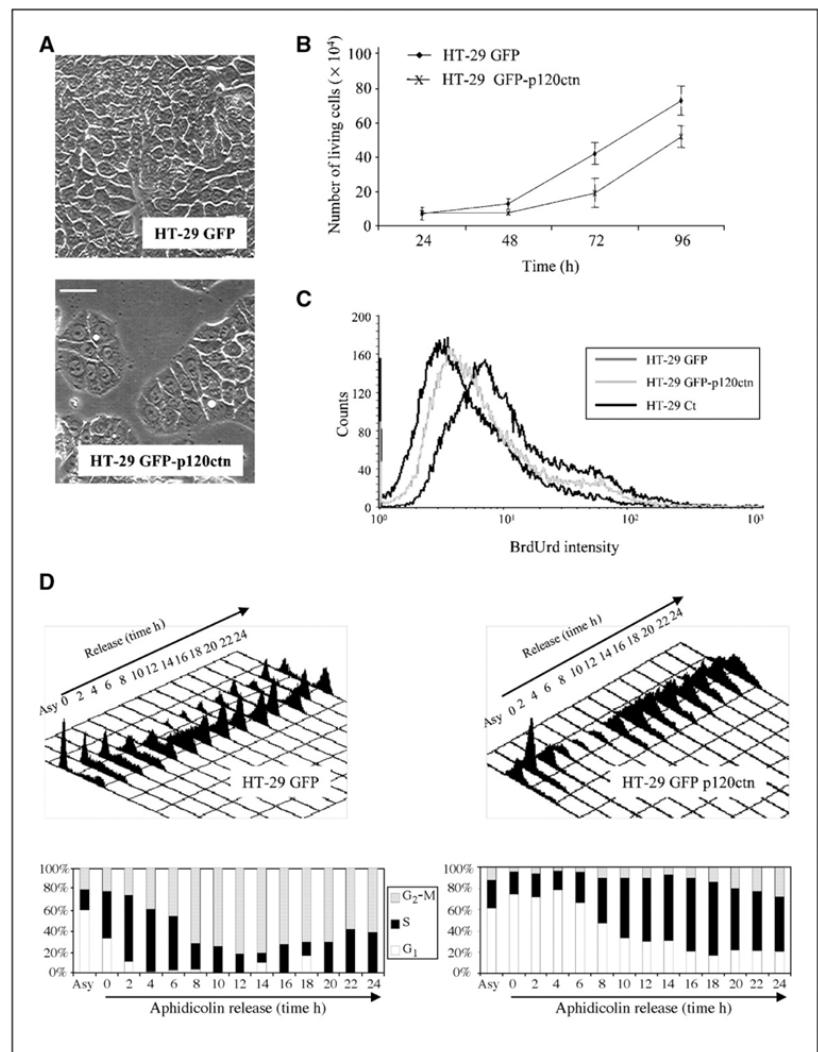 A
HT-29 GFP
HT-29 GFP-p120ctn
B
Number of living cells (× 10⁴)
100
80
60
40
20
0
24 48 72 96
Time (h)
HT-29 GFP
HT-29 GFP-p120ctn
C
Counts
200
160
120
80
40
0
10⁰ 10¹ 10² 10³
BrdUrd intensity
HT-29 GFP
HT-29 GFP-p120ctn
HT-29 Ct
D
Release (time h)
Asy 0 2 4 6 8 10 12 14 16 18 20 22 24
HT-29 GFP
Release (time h)
Asy 0 2 4 6 8 10 12 14 16 18 20 22 24
HT-29 GFP p120ctn
100%
80%
60%
40%
20%
0%
Asy 0 2 4 6 8 10 12 14 16 18 20 22 24
Aphidicolin release (time h)
G₂-M
S
G₁
100%
80%
60%
40%
20%
0%
Asy 0 2 4 6 8 10 12 14 16 18 20 22 24
Aphidicolin release (time h)